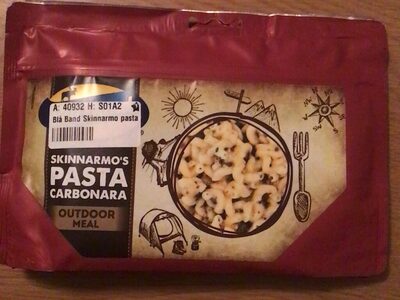 A: 40932 H: S01A2
Blå Band Skinnarmo pasta
SKINNARMO'S
PASTA
CARBONARA
OUTDOOR
MEAL